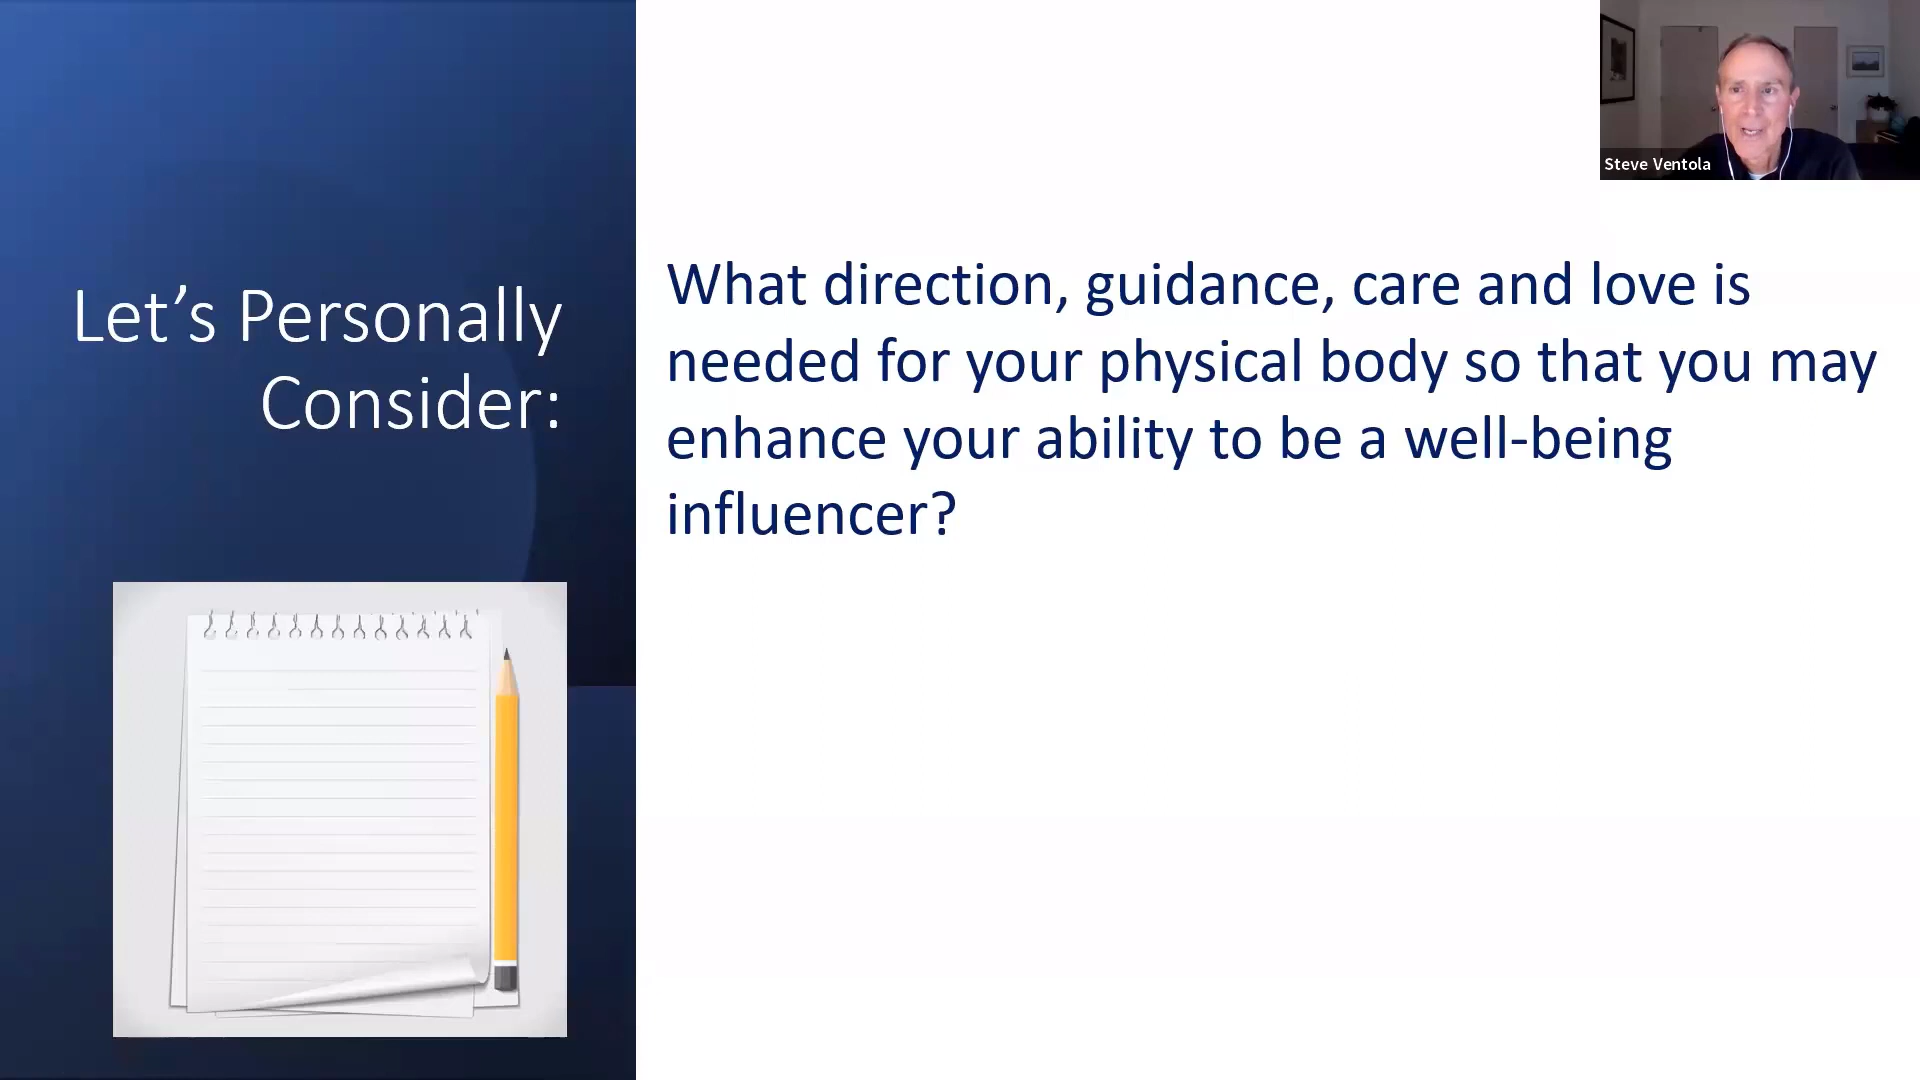 Let’s Personally
Consider:
What direction, guidance, care and love is
needed for your physical body so that you may
enhance your ability to be a well-being
influencer?
Steve Ventola